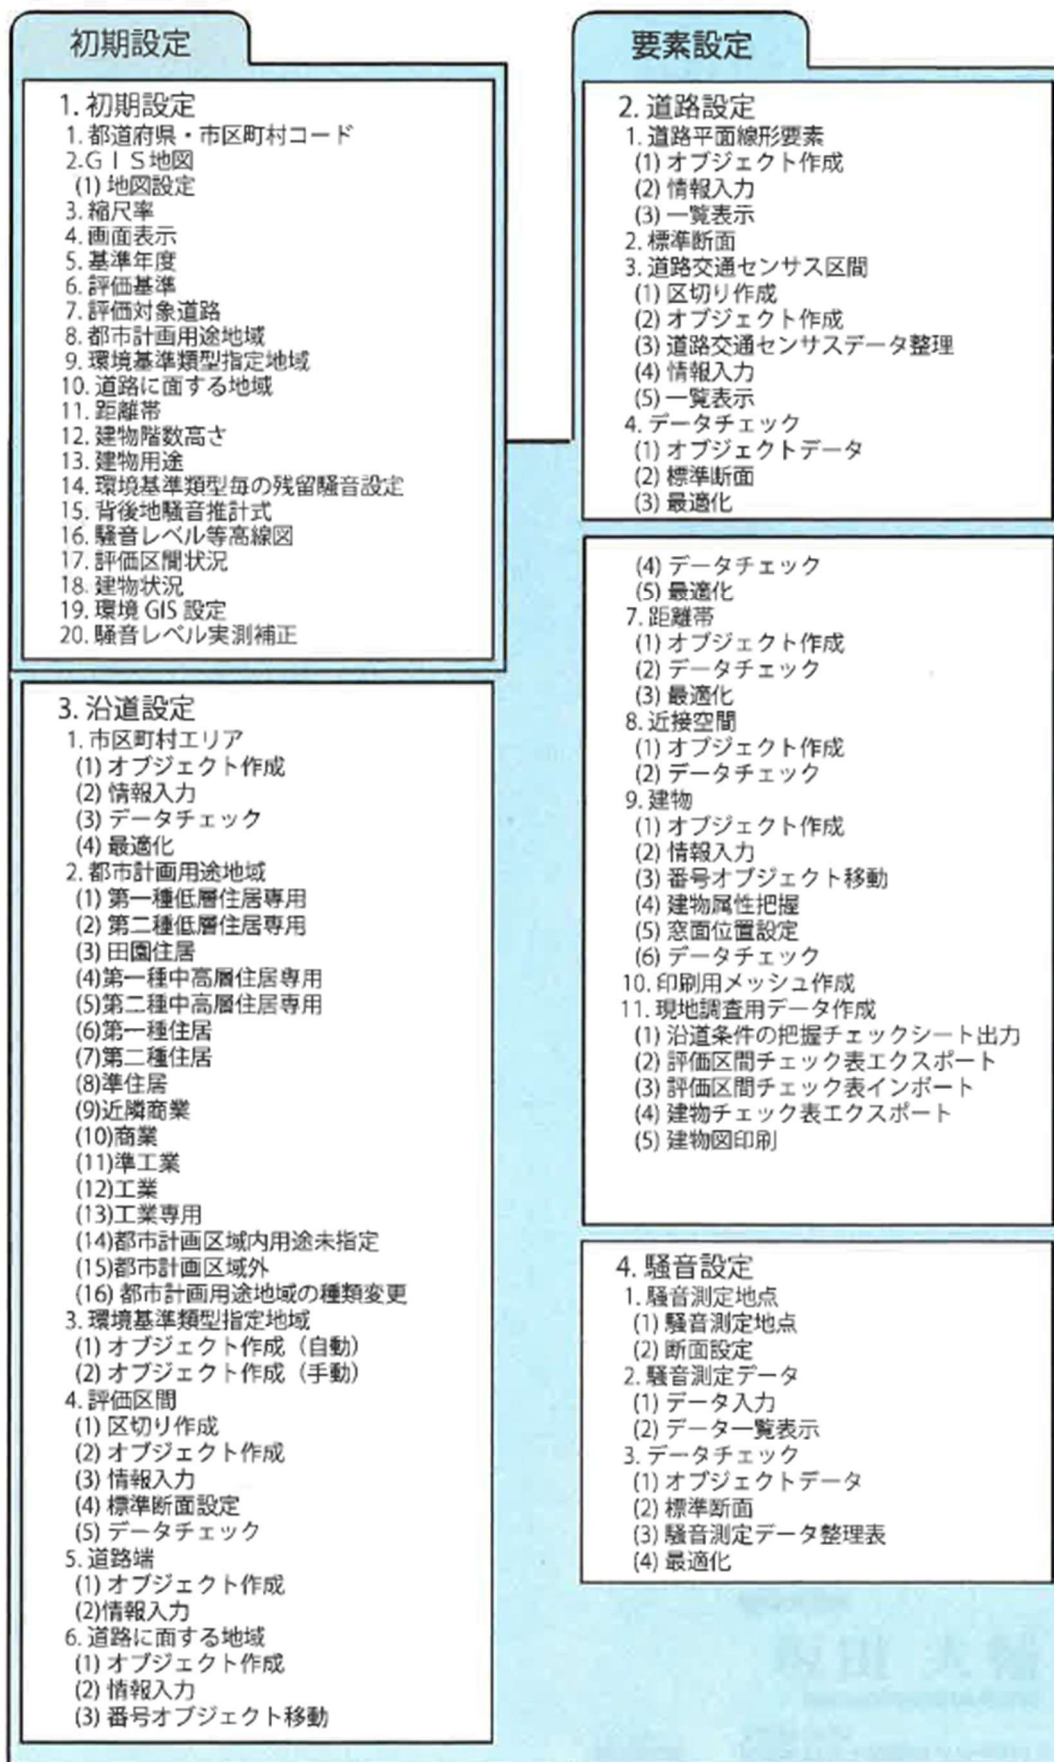 初期設定
1. 初期設定
1. 都道府県・市区町村コード
2.GIS地図
(1) 地図設定
3. 縮尺率
4. 画面表示
5. 基準年度
6. 評価基準
7. 評価対象道路
8. 都市計画用途地域
9. 環境基準類型指定地域
10. 道路に面する地域
11. 距離帯
12. 建物階数高さ
13. 建物用途
14. 環境基準類型毎の残留騒音設定
15. 背後地騒音推計式
16. 騒音レベル等高線図
17. 評価区間状況
18. 建物状況
19. 環境 GIS 設定
20. 騒音レベル実測補正
要素設定
2. 道路設定
1. 道路平面線形要素
(1) オブジェクト作成
(2) 情報入力
(3) 一覧表示
2. 標準断面
3. 道路交通センサス区間
(1) 区切り作成
(2) オブジェクト作成
(3) 道路交通センサスデータ整理
(4) 情報入力
(5) 一覧表示
4. データチェック
(1) オブジェクトデータ
(2) 標準断面
(3) 最適化
3. 沿道設定
1. 市区町村エリア
(1) オブジェクト作成
(2) 情報入力
(3) データチェック
(4) 最適化
2. 都市計画用途地域
(1) 第一種低層住居専用
(2) 第二種低層住居専用
(3) 田園住居
(4)第一種中高層住居専用
(5)第二種中高層住居専用
(6)第一種住居
(7)第二種住居
(8)準住居
(9)近隣商業
(10)商業
(11)準工業
(12)工業
(13)工業専用
(14)都市計画区域内用途未指定
(15)都市計画区域外
(16) 都市計画用途地域の種類変更
3. 環境基準類型指定地域
(1) オブジェクト作成（自動）
(2) オブジェクト作成（手動）
4. 評価区間
(1) 区切り作成
(2) オブジェクト作成
(3) 情報入力
(4) 標準断面設定
(5) データチェック
5. 道路端
(1) オブジェクト作成
(2)情報入力
6. 道路に面する地域
(1) オブジェクト作成
(2) 情報入力
(3) 番号オブジェクト移動
(4) データチェック
(5) 最適化
7. 距離帯
(1) オブジェクト作成
(2) データチェック
(3) 最適化
8. 近接空間
(1) オブジェクト作成
(2) データチェック
9. 建物
(1) オブジェクト作成
(2) 情報入力
(3) 番号オブジェクト移動
(4) 建物属性把握
(5) 窓面位置設定
(6) データチェック
10. 印刷用メッシュ作成
11. 現地調査用データ作成
(1) 沿道条件の把握チェックシート出力
(2) 評価区間チェック表エクスポート
(3) 評価区間チェック表インポート
(4) 建物チェック表エクスポート
(5) 建物図印刷
4. 騒音設定
1. 騒音測定地点
(1) 騒音測定地点
(2) 断面設定
2. 騒音測定データ
(1) データ入力
(2) データ一覧表示
3. データチェック
(1) オブジェクトデータ
(2) 標準断面
(3) 騒音測定データ整理表
(4) 最適化